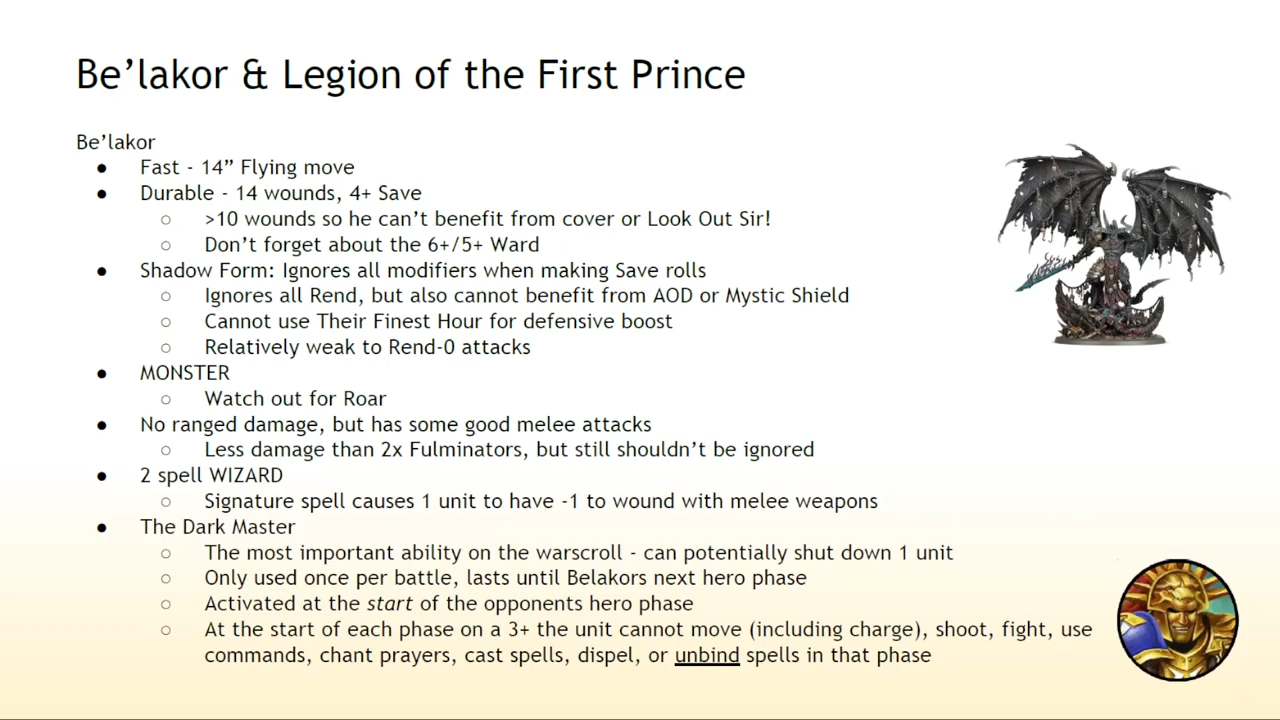 Be’lakor & Legion of the First Prince
Be’lakor
● Fast - 14” Flying move
● Durable - 14 wounds, 4+ Save
○ >10 wounds so he can’t benefit from cover or Look Out Sir!
○ Don’t forget about the 6+/5+ Ward
● Shadow Form: Ignores all modifiers when making Save rolls
○ Ignores all Rend, but also cannot benefit from AOD or Mystic Shield
○ Cannot use Their Finest Hour for defensive boost
○ Relatively weak to Rend-0 attacks
● MONSTER
○ Watch out for Roar
● No ranged damage, but has some good melee attacks
○ Less damage than 2x Fulminators, but still shouldn’t be ignored
● 2 spell WIZARD
○ Signature spell causes 1 unit to have -1 to wound with melee weapons
● The Dark Master
○ The most important ability on the warscroll - can potentially shut down 1 unit
○ Only used once per battle, lasts until Belakors next hero phase
○ Activated at the start of the opponents hero phase
○ At the start of each phase on a 3+ the unit cannot move (including charge), shoot, fight, use
commands, chant prayers, cast spells, dispel, or unbind spells in that phase